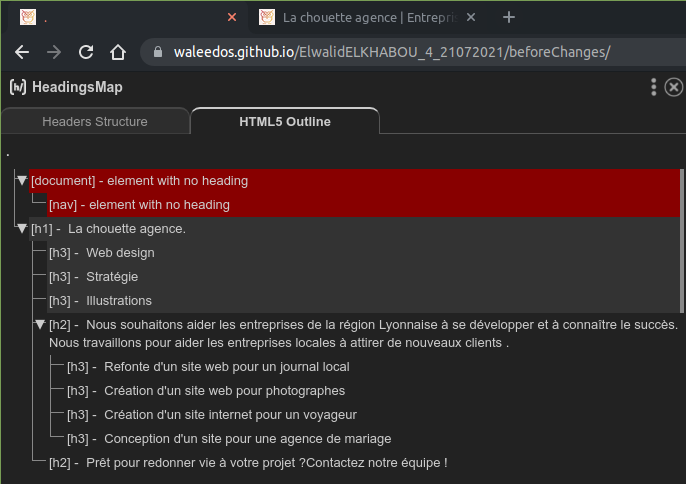 .
La chouette agence | Entrepri
waleedos.github.io/ElwalidELKHABOU_4_21072021/beforeChanges/
[h] HeadingsMap
Headers Structure
HTML5 Outline
.
[document] - element with no heading
[nav] - element with no heading
[h1] - La chouette agence.
[h3] - Web design
[h3] - Stratégie
[h3] - Illustrations
[h2] - Nous souhaitons aider les entreprises de la région Lyonnaise à se développer et à connaître le succès.
Nous travaillons pour aider les entreprises locales à attirer de nouveaux clients .
[h3] - Refonte d'un site web pour un journal local
[h3] - Création d'un site web pour photographes
[h3] - Création d'un site internet pour un voyageur
[h3] - Conception d'un site pour une agence de mariage
[h2] - Prêt pour redonner vie à votre projet ?Contactez notre équipe !